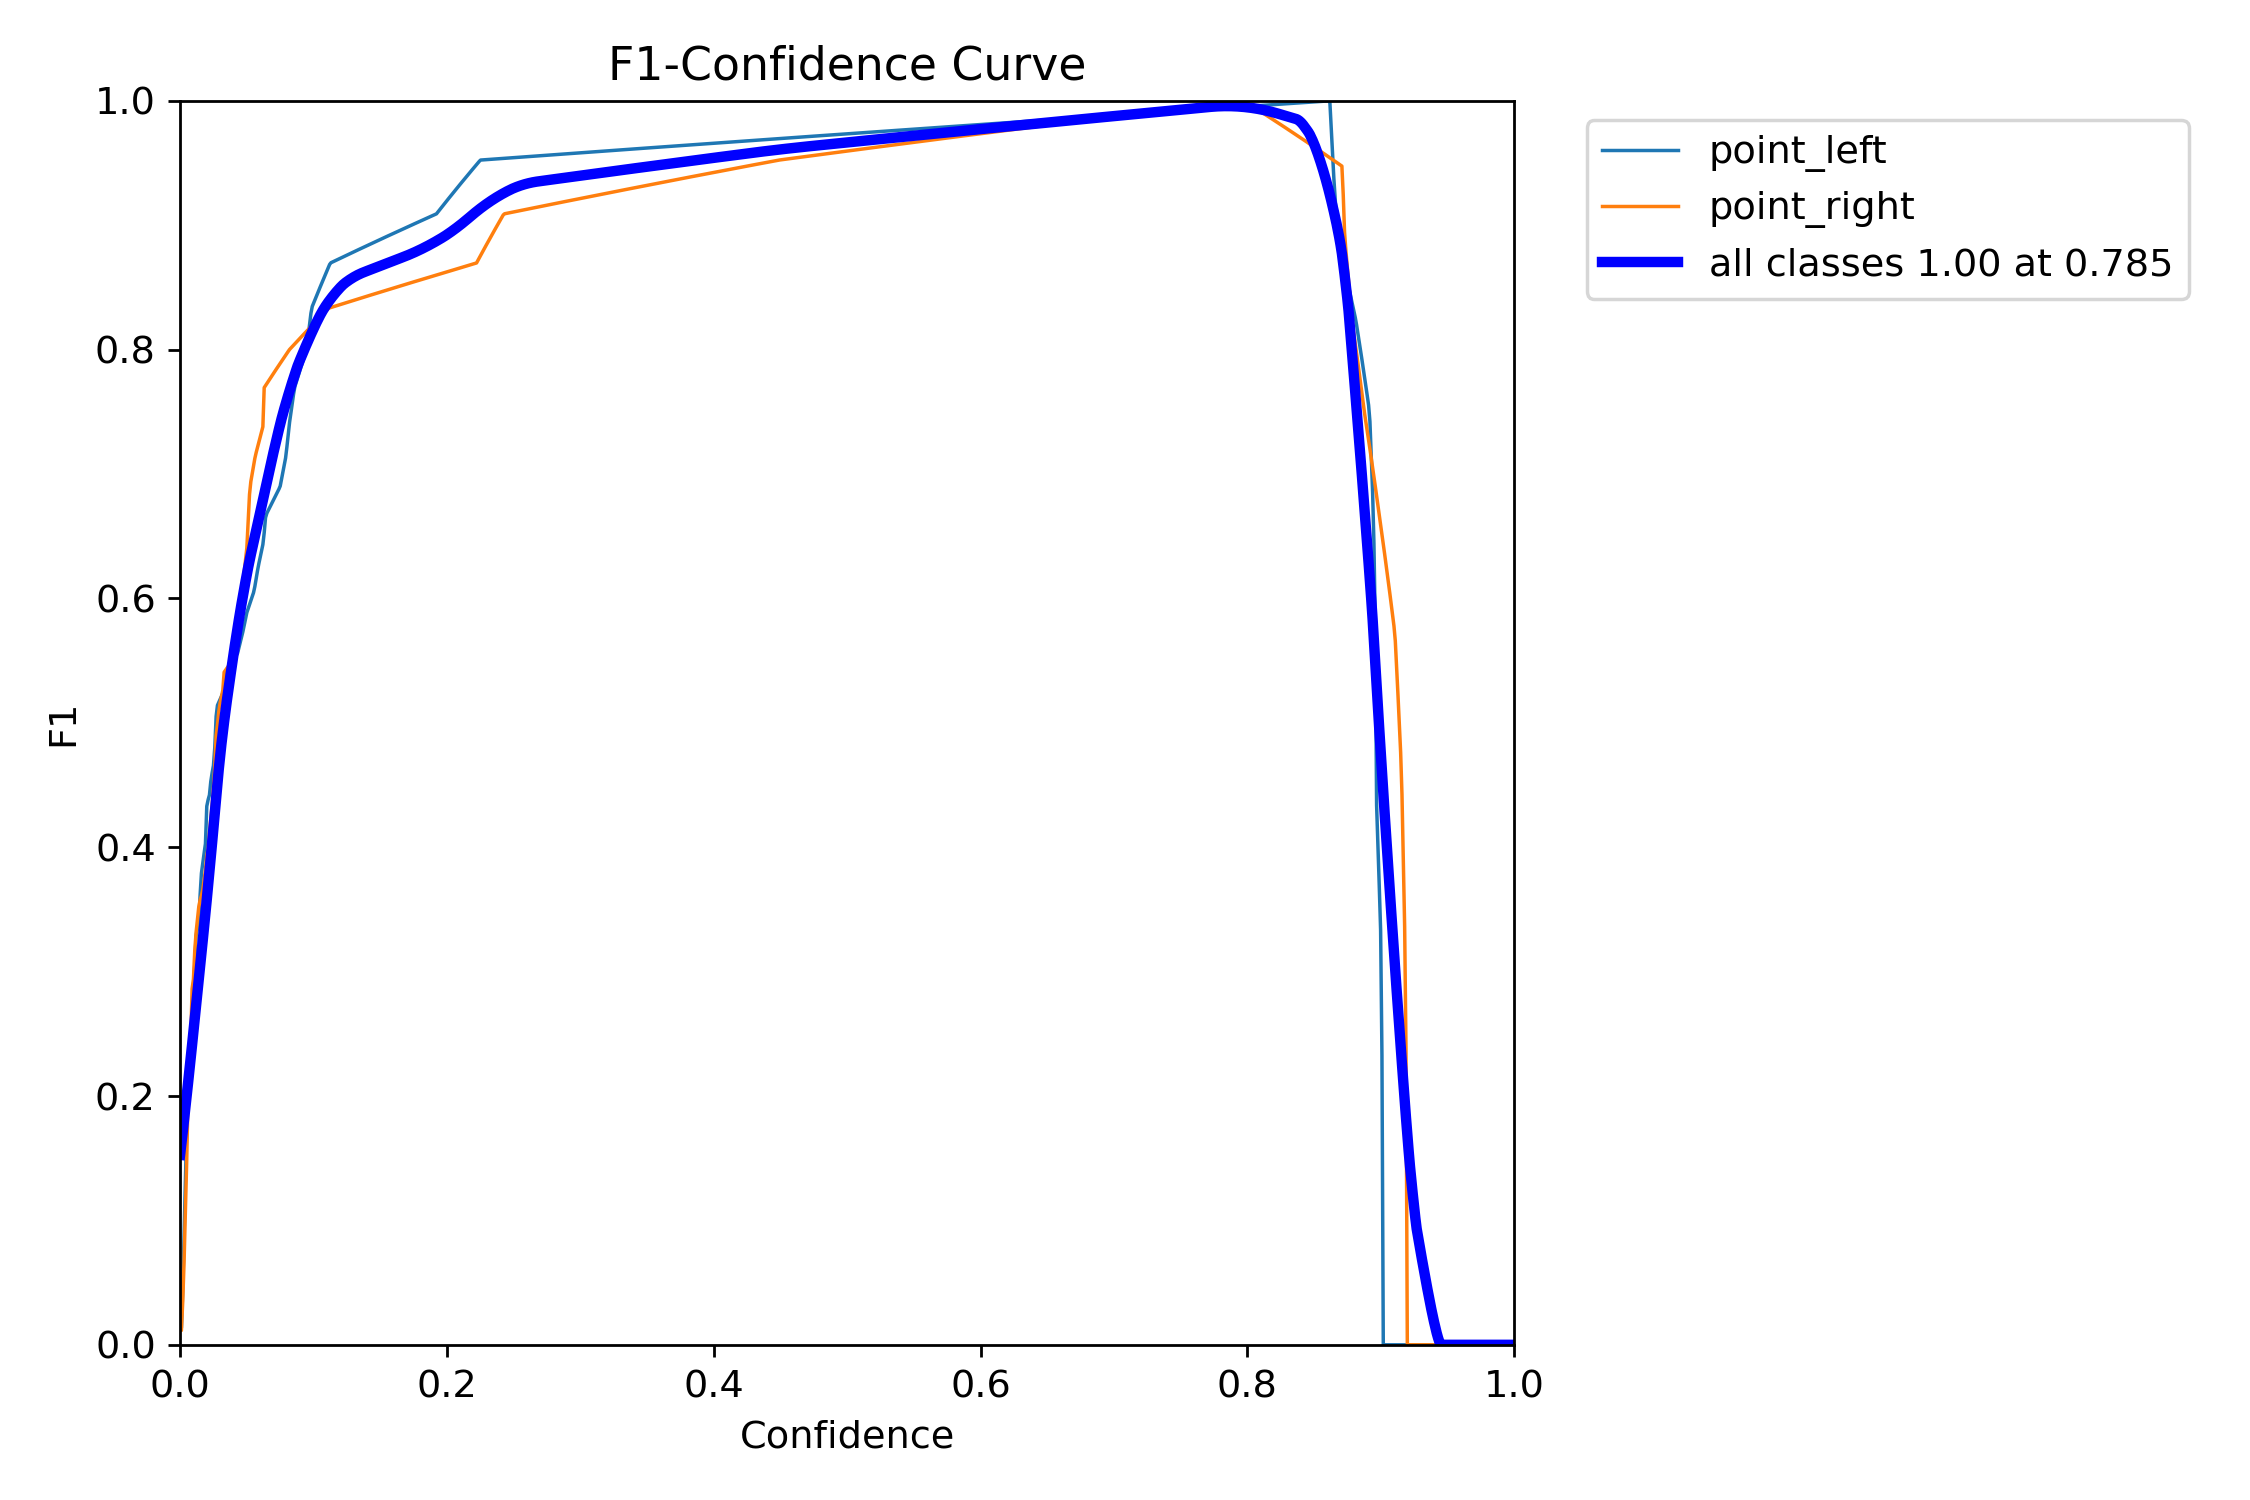 F1-Confidence Curve
1.0
0.8
0.6
0.4
0.2
0.0
F1
0.0 0.2 0.4 0.6 0.8 1.0
Confidence
point_left
point_right
all classes 1.00 at 0.785